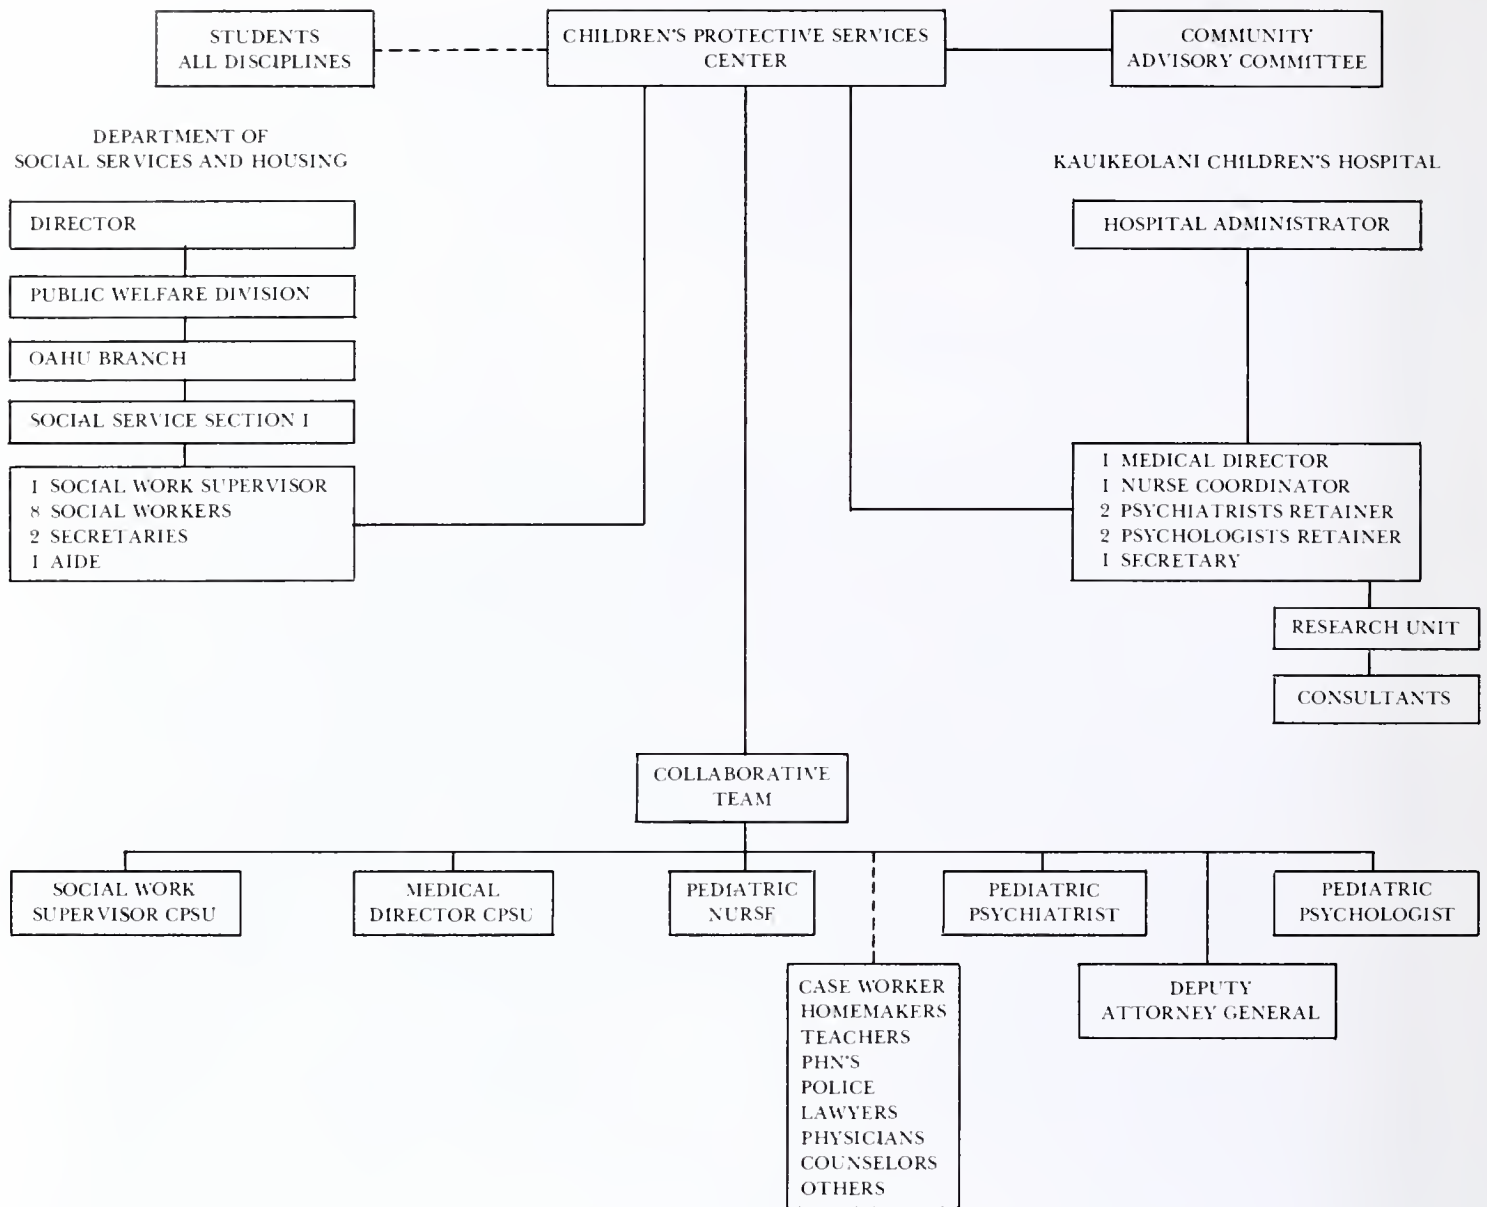 STUDENTS
ALL DISCIPLINES
CHILDREN'S PROTECTIVE SERVICES
CENTER
COMMUNITY
ADVISORY COMMITTEE
DEPARTMENT OF
SOCIAL SERVICES AND HOUSING
DIRECTOR
PUBLIC WELFARE DIVISION
OAHU BRANCH
SOCIAL SERVICE SECTION I
1 SOCIAL WORK SUPERVISOR
8 SOCIAL WORKERS
2 SECRETARIES
1 AIDE
KAUIKEOLANI CHILDREN'S HOSPITAL
HOSPITAL ADMINISTRATOR
1 MEDICAL DIRECTOR
1 NURSE COORDINATOR
2 PSYCHIATRISTS RETAINER
2 PSYCHOLOGISTS RETAINER
1 SECRETARY
RESEARCH UNIT
CONSULTANTS
COLLABORATIVE
TEAM
SOCIAL WORK
SUPERVISOR CPSU
MEDICAL
DIRECTOR CPSU
PEDIATRIC
NURSE
PEDIATRIC
PSYCHIATRIST
PEDIATRIC
PSYCHOLOGIST
CASE WORKER
HOMEMAKERS
TEACHERS
PHN'S
POLICE
LAWYERS
PHYSICIANS
COUNSELORS
OTHERS
DEPUTY
ATTORNEY GENERAL